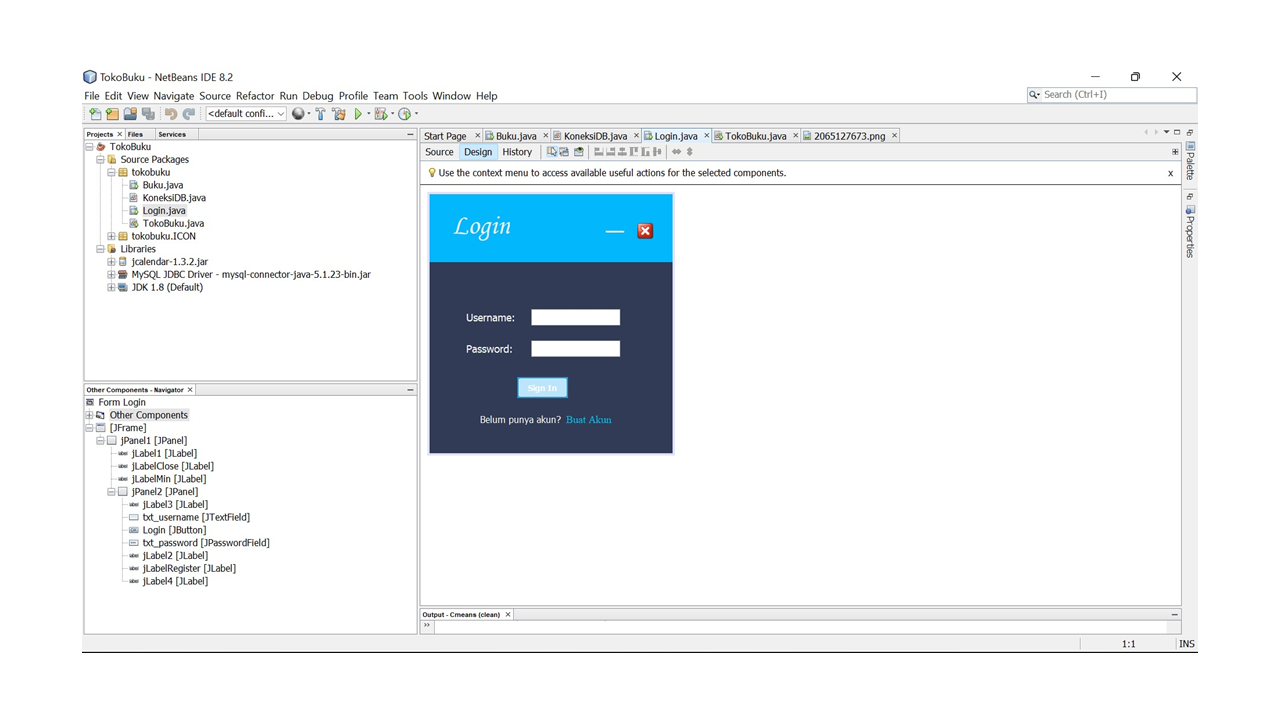 TokoBuku - NetBeans IDE 8.2
File Edit View Navigate Source Refactor Run Debug Profile Team Tools Window Help
Search (Ctrl+I)
<default confi...
Projects Files Services
TokoBuku
Source Packages
tokobuku
Buku.java
KoneksiDB.java
Login.java
TokoBuku.java
tokobuku.ICON
Libraries
jcalendar-1.3.2.jar
MySQL JDBC Driver - mysql-connector-java-5.1.23-bin.jar
JDK 1.8 (Default)
Other Components - Navigator
Form Login
Other Components
[JFrame]
jPanel1 [JPanel]
jLabel1 [JLabel]
jLabelClose [JLabel]
jLabelMin [JLabel]
jPanel2 [JPanel]
jLabel3 [JLabel]
txt_username [JTextField]
Login [JButton]
txt_password [JPasswordField]
jLabel2 [JLabel]
jLabelRegister [JLabel]
jLabel4 [JLabel]
Start Page Buku.java KoneksiDB.java Login.java TokoBuku.java 2065127673.png
Source Design History
Use the context menu to access available useful actions for the selected components.
Login
Username:
Password:
Sign In
Belum punya akun? Buat Akun
Palette
Properties
Output - Cmeans (clean)
1:1 INS